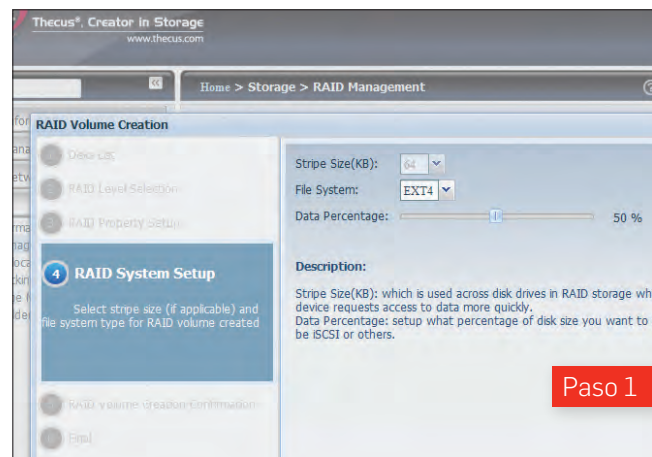 Thecus®, Creator in Storage
www.thecus.com
Home > Storage > RAID Management
RAID Volume Creation
RAID Level Selection
RAID Property Setup
4 RAID System Setup
Select stripe size (if applicable) and
file system type for RAID volume created
RAID Volume Creation Confirmation
Stripe Size(KB): 64
File System: EXT4
Data Percentage: 50 %
Description:
Stripe Size(KB): which is used across disk drives in RAID storage wh
device requests access to data more quickly.
Data Percentage: setup what percentage of disk size you want to
be iSCSI or others.
Paso 1